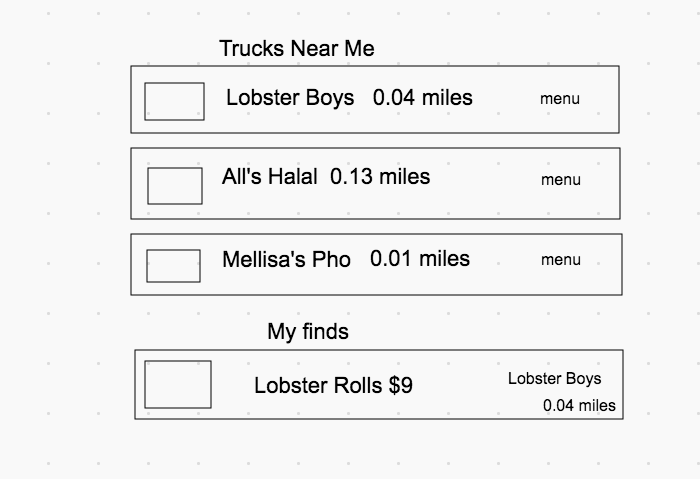 Trucks Near Me
Lobster Boys 0.04 miles menu
All's Halal 0.13 miles menu
Mellisa's Pho 0.01 miles menu
My finds
Lobster Rolls $9 Lobster Boys
0.04 miles